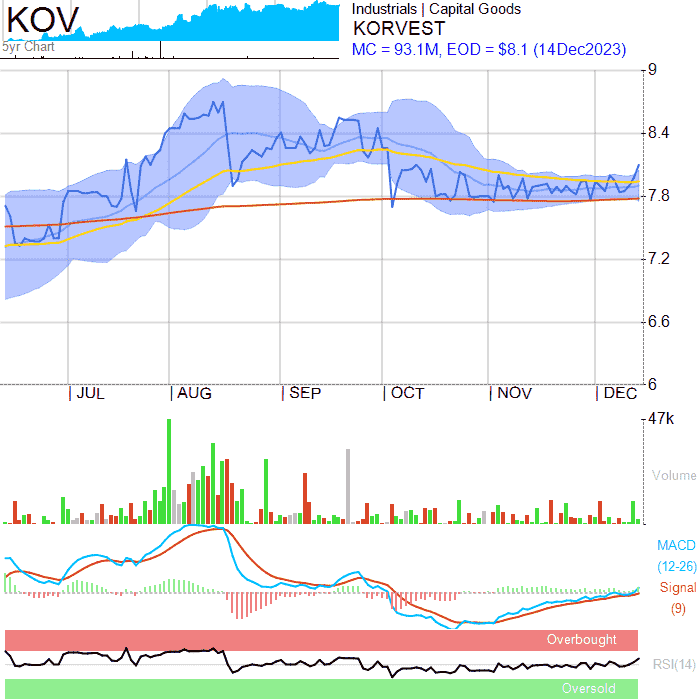 KOV
5yr Chart
Industrials | Capital Goods
KORVEST
MC = 93.1M, EOD = $8.1 (14Dec2023)
9
8.4
7.8
7.2
6.6
6
JUL AUG SEP OCT NOV DEC
47k
Volume
MACD
(12-26)
Signal
(9)
Overbought
RSI(14)
Oversold